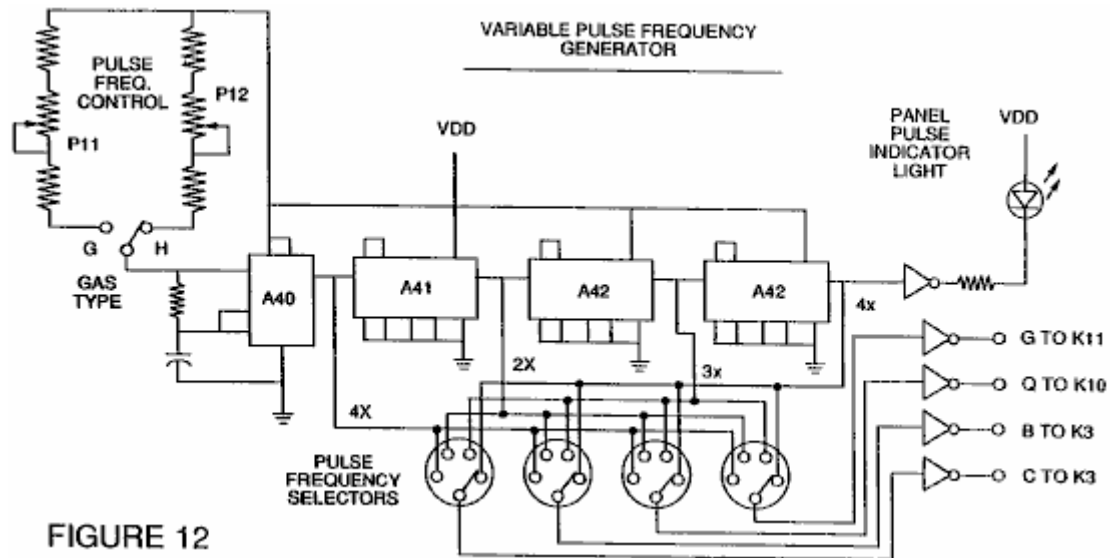 VARIABLE PULSE FREQUENCY
GENERATOR
PULSE
FREQ.
CONTROL
P12
P11
VDD
PANEL
PULSE
INDICATOR
LIGHT
VDD
G
H
GAS
TYPE
A40
A41
A42
A42
4x
G TO K11
2X
3x
Q TO K10
4X
B TO K3
PULSE
FREQUENCY
SELECTORS
C TO K3
FIGURE 12